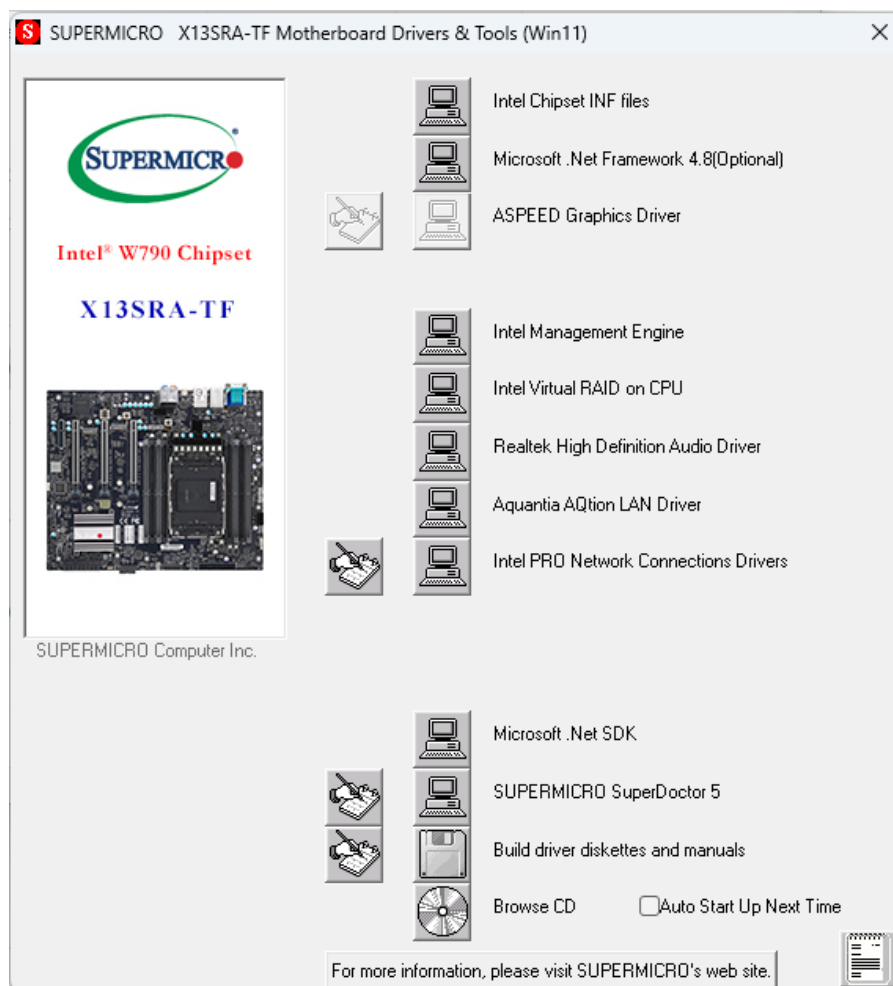 S SUPERMICRO X13SRA-TF Motherboard Drivers & Tools (Win11)
SUPERMICR
Intel® W790 Chipset
X13SRA-TF
SUPERMICRO Computer Inc.
Intel Chipset INF files
Microsoft .Net Framework 4.8(Optional)
ASPEED Graphics Driver
Intel Management Engine
Intel Virtual RAID on CPU
Realtek High Definition Audio Driver
Aquantia AQtion LAN Driver
Intel PRO Network Connections Drivers
Microsoft .Net SDK
SUPERMICRO SuperDoctor 5
Build driver diskettes and manuals
Browse CD
Auto Start Up Next Time
For more information, please visit SUPERMICRO's web site.